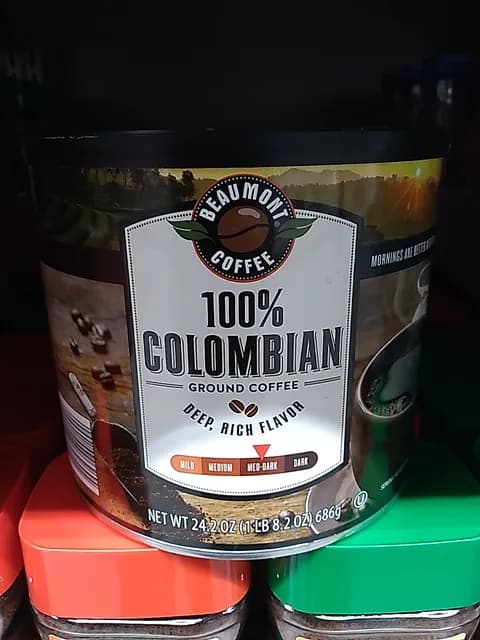 BEAUMONT
COFFEE
MORNINGS ARE BETTER
100%
COLOMBIAN
GROUND COFFEE
DEEP, RICH FLAVOR
MILD MEDIUM MED-DARK DARK
NET WT 24.2 OZ (1 LB 8.2 OZ) 686g
U